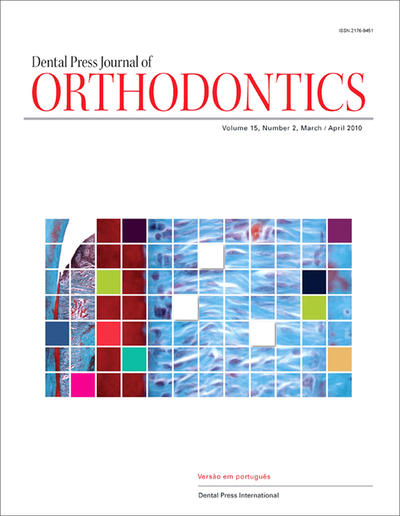 ISSN 2176-9451
Dental Press Journal of
ORTHODONTICS
Volume 15, Number 2, March / April 2010
Versão em português
Dental Press International